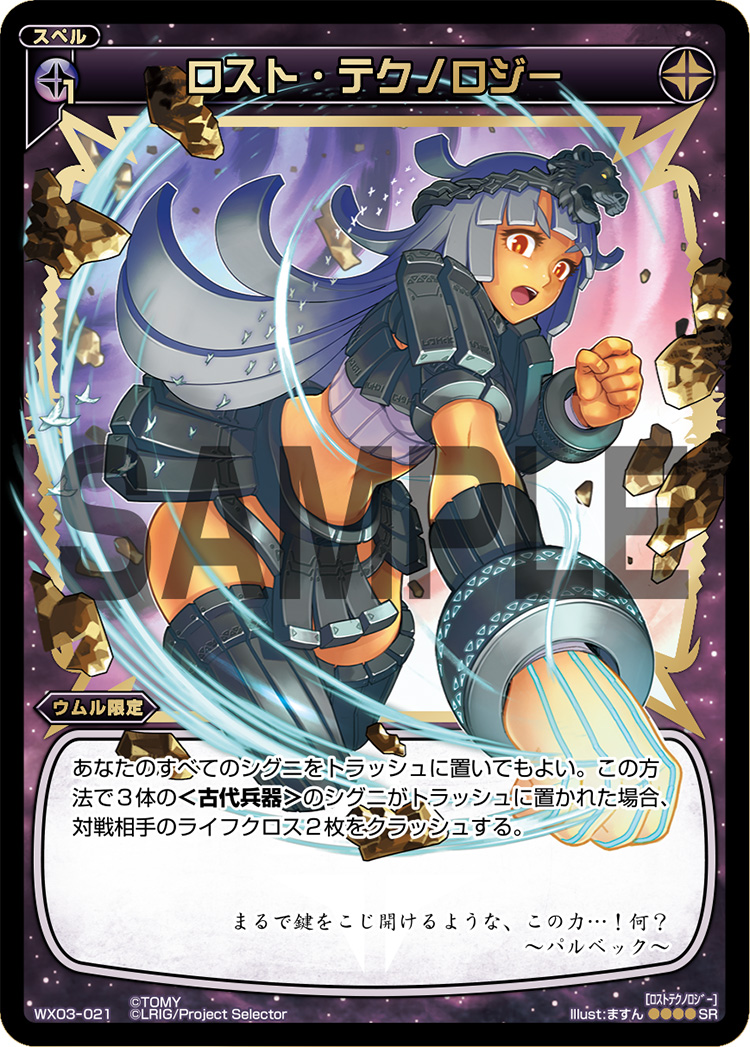 スペル
1
ロスト・テクノロジー
SAMPLE
ウムル限定
あなたのすべてのシグニをトラッシュに置いてもよい。この方
法で3体の<古代兵器>のシグニがトラッシュに置かれた場合、
対戦相手のライフクロス2枚をクラッシュする。
まるで鍵をこじ開けるような、この力…！何？
～パルベック～
[ロストテクノロジー]
WX03-021
©TOMY
©LRIG/Project Selector
Illust:ますん
SR